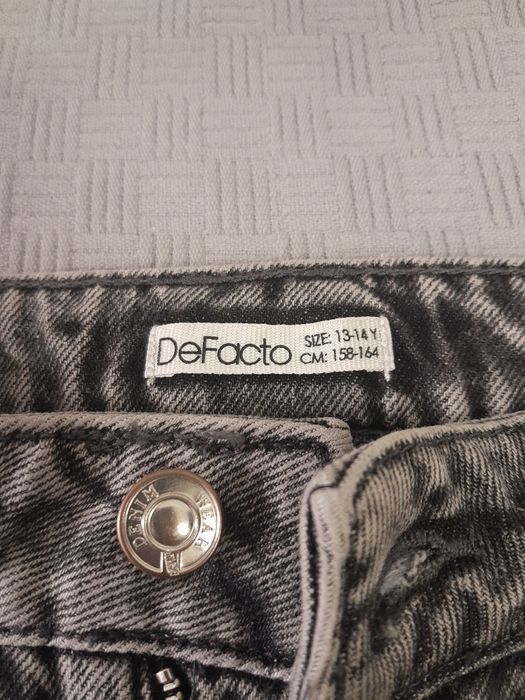 DeFacto
SIZE: 13-14 Y
CM: 158-164
DENIM WEAR